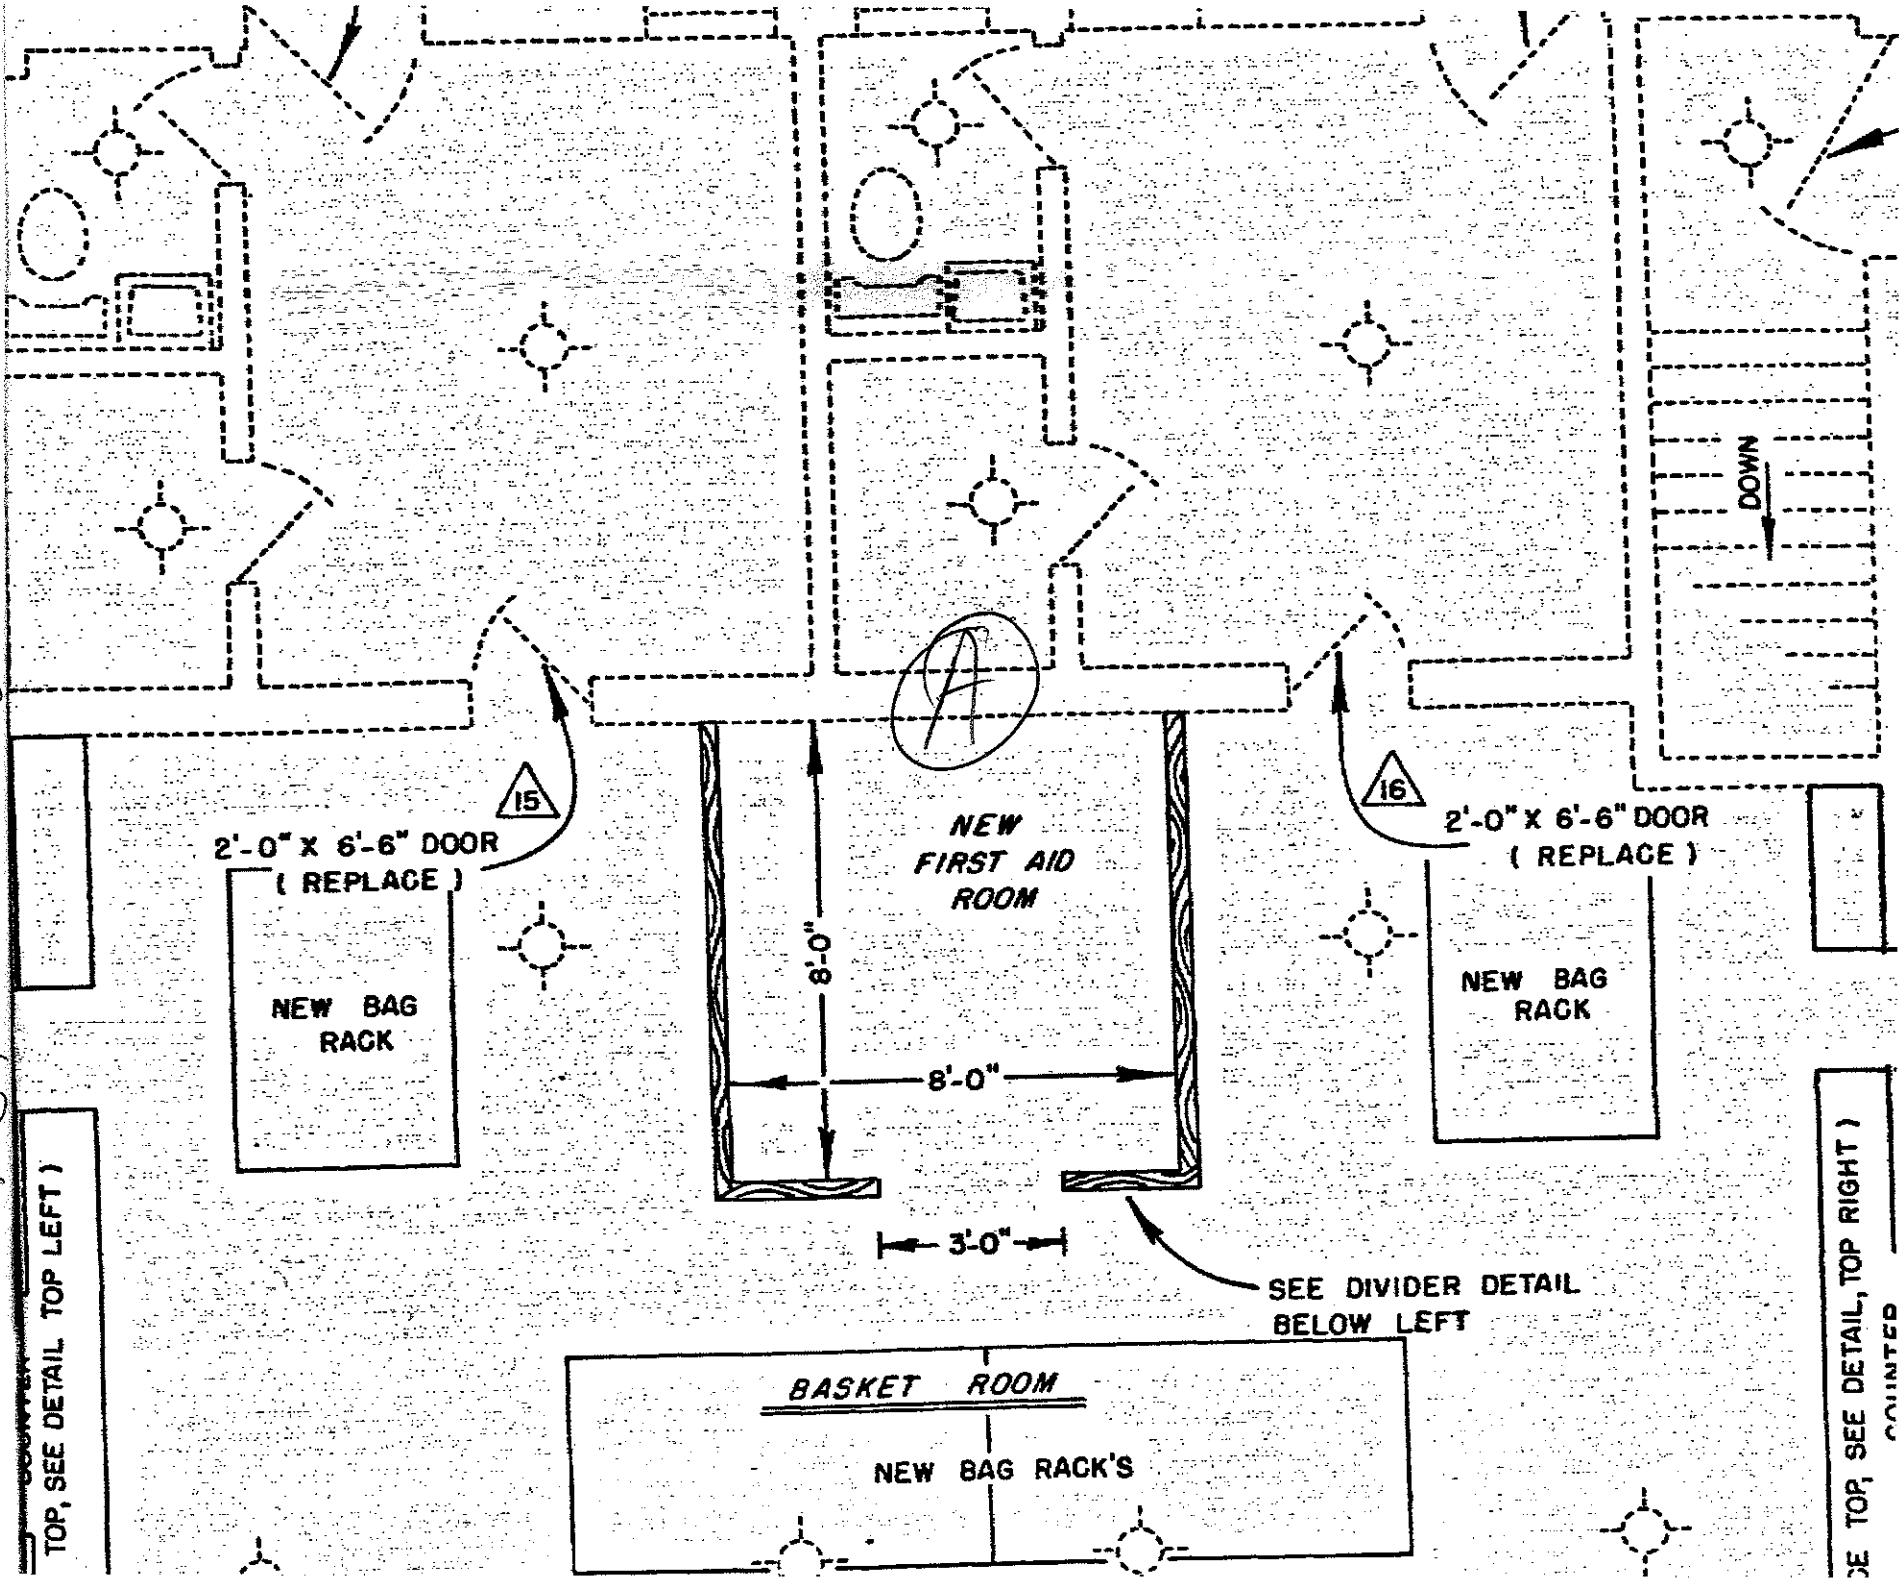 DOWN
A
15
2'-0" X 6'-6" DOOR
( REPLACE )
16
2'-0" X 6'-6" DOOR
( REPLACE )
NEW
FIRST AID
ROOM
8'-0"
8'-0"
NEW BAG
RACK
NEW BAG
RACK
3'-0"
SEE DIVIDER DETAIL
BELOW LEFT
BASKET ROOM
NEW BAG RACK'S
TOP, SEE DETAIL TOP LEFT )
TOP, SEE DETAIL, TOP RIGHT )
COUNTER